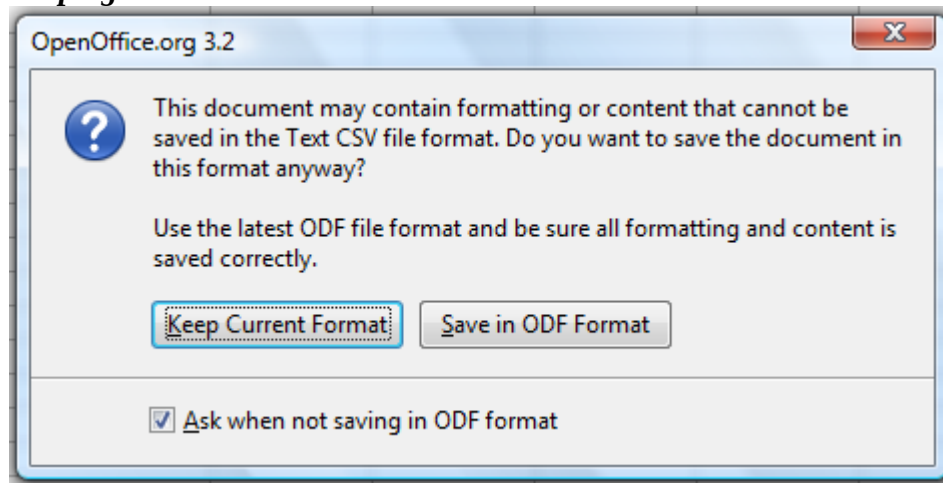 OpenOffice.org 3.2
This document may contain formatting or content that cannot be
saved in the Text CSV file format. Do you want to save the document in
this format anyway?
Use the latest ODF file format and be sure all formatting and content is
saved correctly.
Keep Current Format
Save in ODF Format
Ask when not saving in ODF format